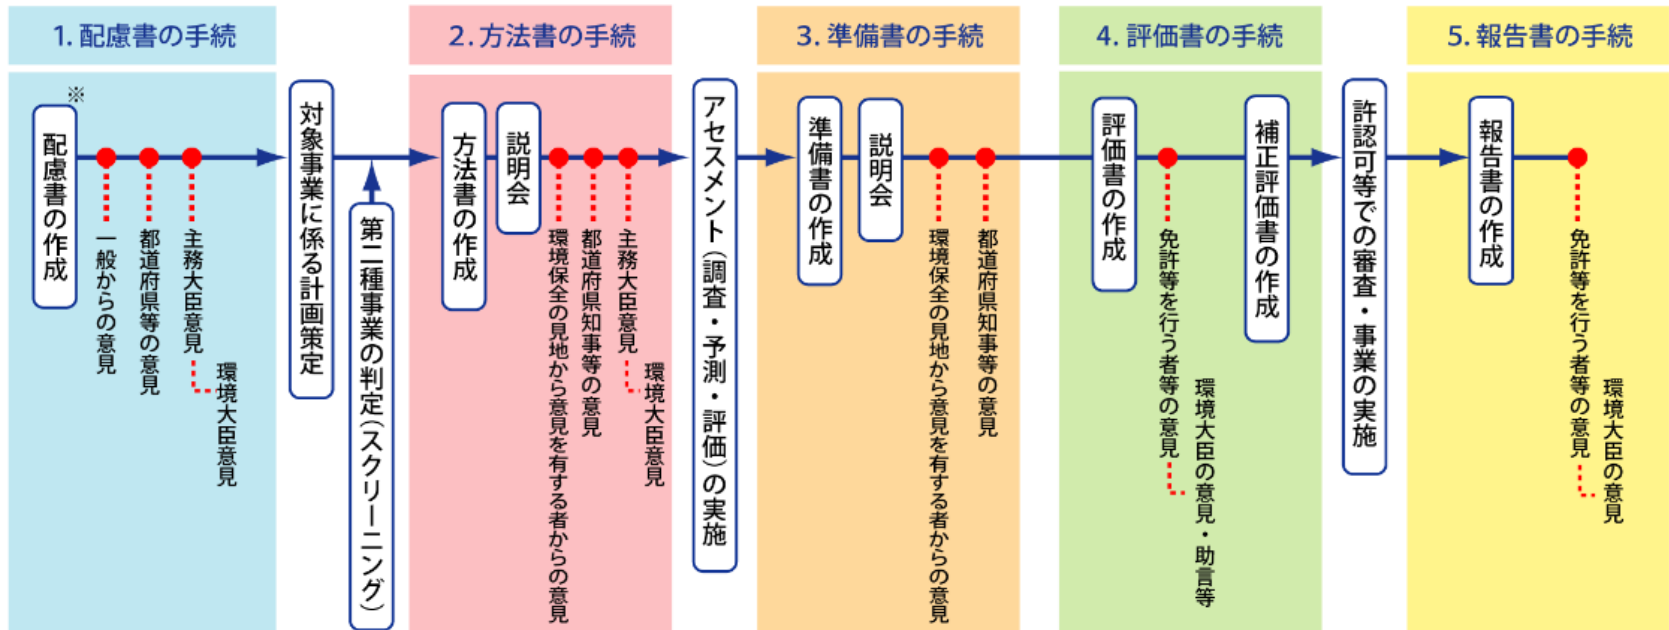 1. 配慮書の手続
※
配慮書の作成
一般からの意見
都道府県等の意見
主務大臣意見
環境大臣意見
対象事業に係る計画策定
第二種事業の判定(スクリーニング)
2. 方法書の手続
方法書の作成
説明会
環境保全の見地から意見を有する者からの意見
都道府県知事等の意見
主務大臣意見
環境大臣意見
アセスメント(調査・予測・評価)の実施
3. 準備書の手続
準備書の作成
説明会
環境保全の見地から意見を有する者からの意見
都道府県知事等の意見
4. 評価書の手続
評価書の作成
免許等を行う者等の意見
環境大臣の意見・助言等
補正評価書の作成
許認可等での審査・事業の実施
5. 報告書の手続
報告書の作成
免許等を行う者等の意見
環境大臣の意見